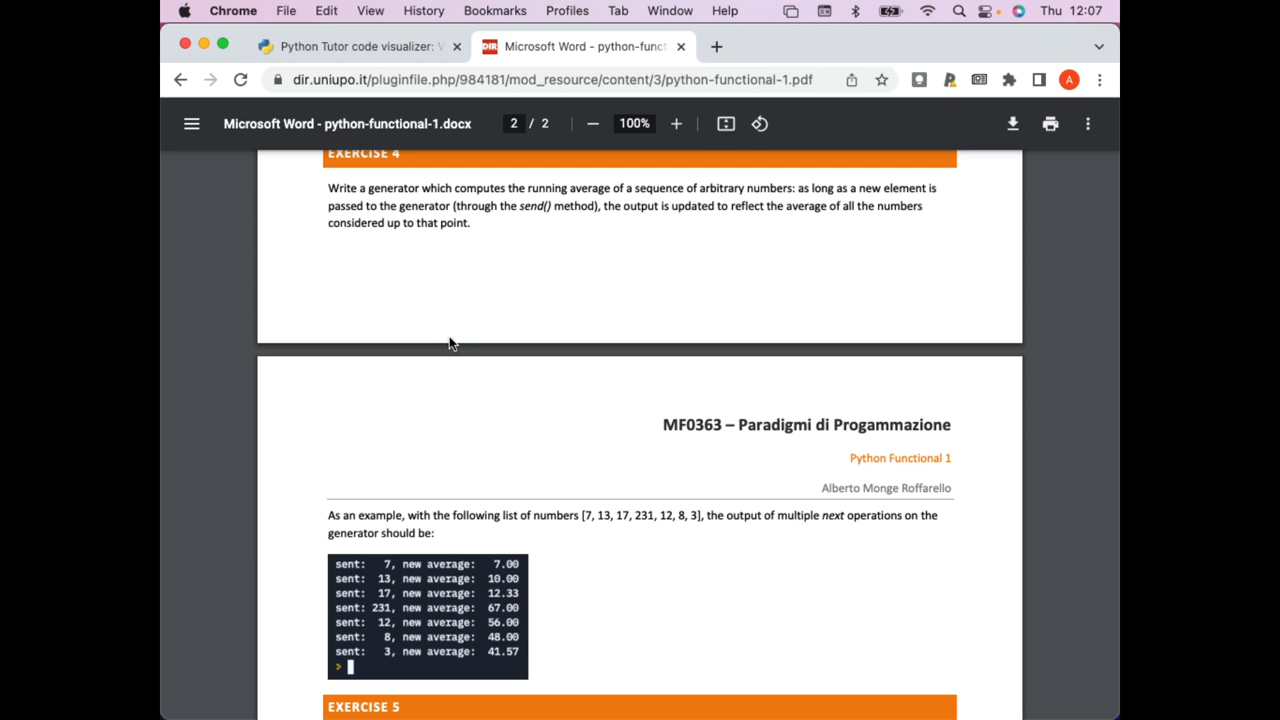 Chrome File Edit View History Bookmarks Profiles Tab Window Help Thu 12:07
Python Tutor code visualizer: V
DIR Microsoft Word - python-funct
dir.uniupo.it/pluginfile.php/984181/mod_resource/content/3/python-functional-1.pdf A
Microsoft Word - python-functional-1.docx 2 / 2 — 100% +
EXERCISE 4
Write a generator which computes the running average of a sequence of arbitrary numbers: as long as a new element is
passed to the generator (through the send() method), the output is updated to reflect the average of all the numbers
considered up to that point.
MF0363 – Paradigmi di Progammazione
Python Functional 1
Alberto Monge Roffarello
As an example, with the following list of numbers [7, 13, 17, 231, 12, 8, 3], the output of multiple next operations on the
generator should be:
sent:   7, new average:   7.00
sent:  13, new average:  10.00
sent:  17, new average:  12.33
sent: 231, new average:  67.00
sent:  12, new average:  56.00
sent:   8, new average:  48.00
sent:   3, new average:  41.57
>
EXERCISE 5